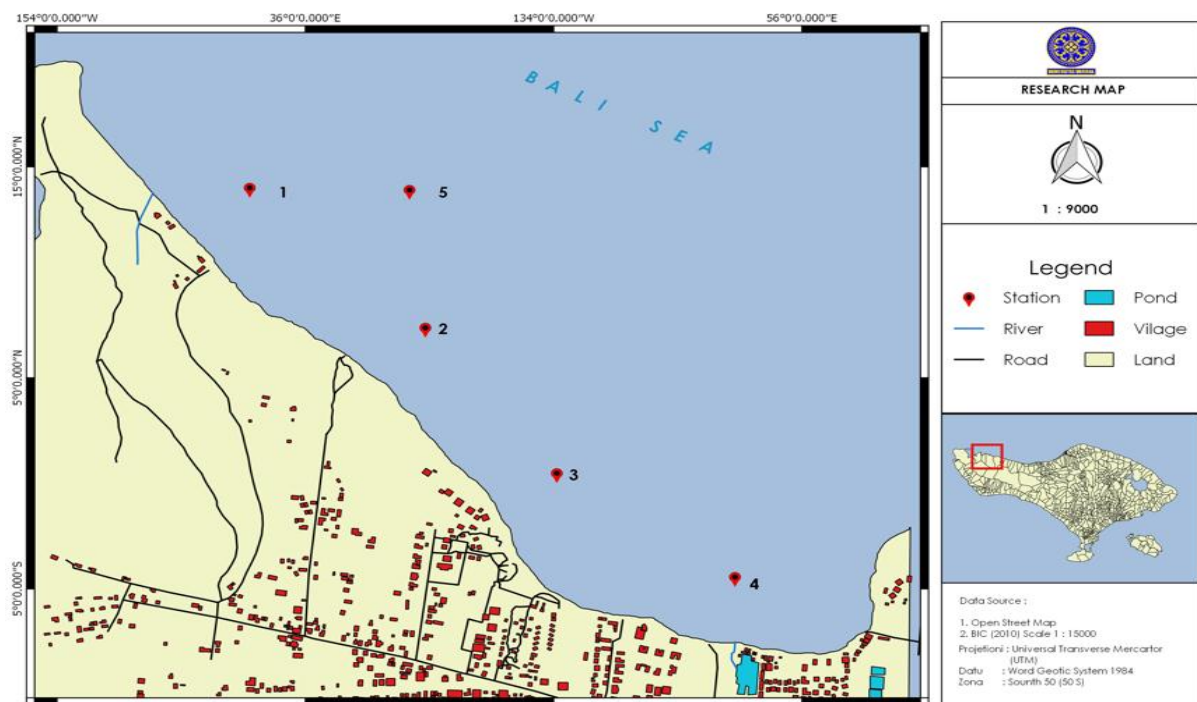 154°0'0.000"W
36°0'0.000"E
134°0'0.000"W
56°0'0.000"E
15°0'0.000"N
5°0'0.000"N
5°0'0.000"S
BALI SEA
1
5
2
3
4
RESEARCH MAP
N
1 : 9000
Legend
Station
Pond
River
Vilage
Road
Land
Data Source :
1. Open Street Map
2. BIC (2010) Scale 1 : 15000
Projetioni : Universal Transverse Mercartor
(UTM)
Datu : Word Geotic System 1984
Zona : Sounth 50 (50 S)